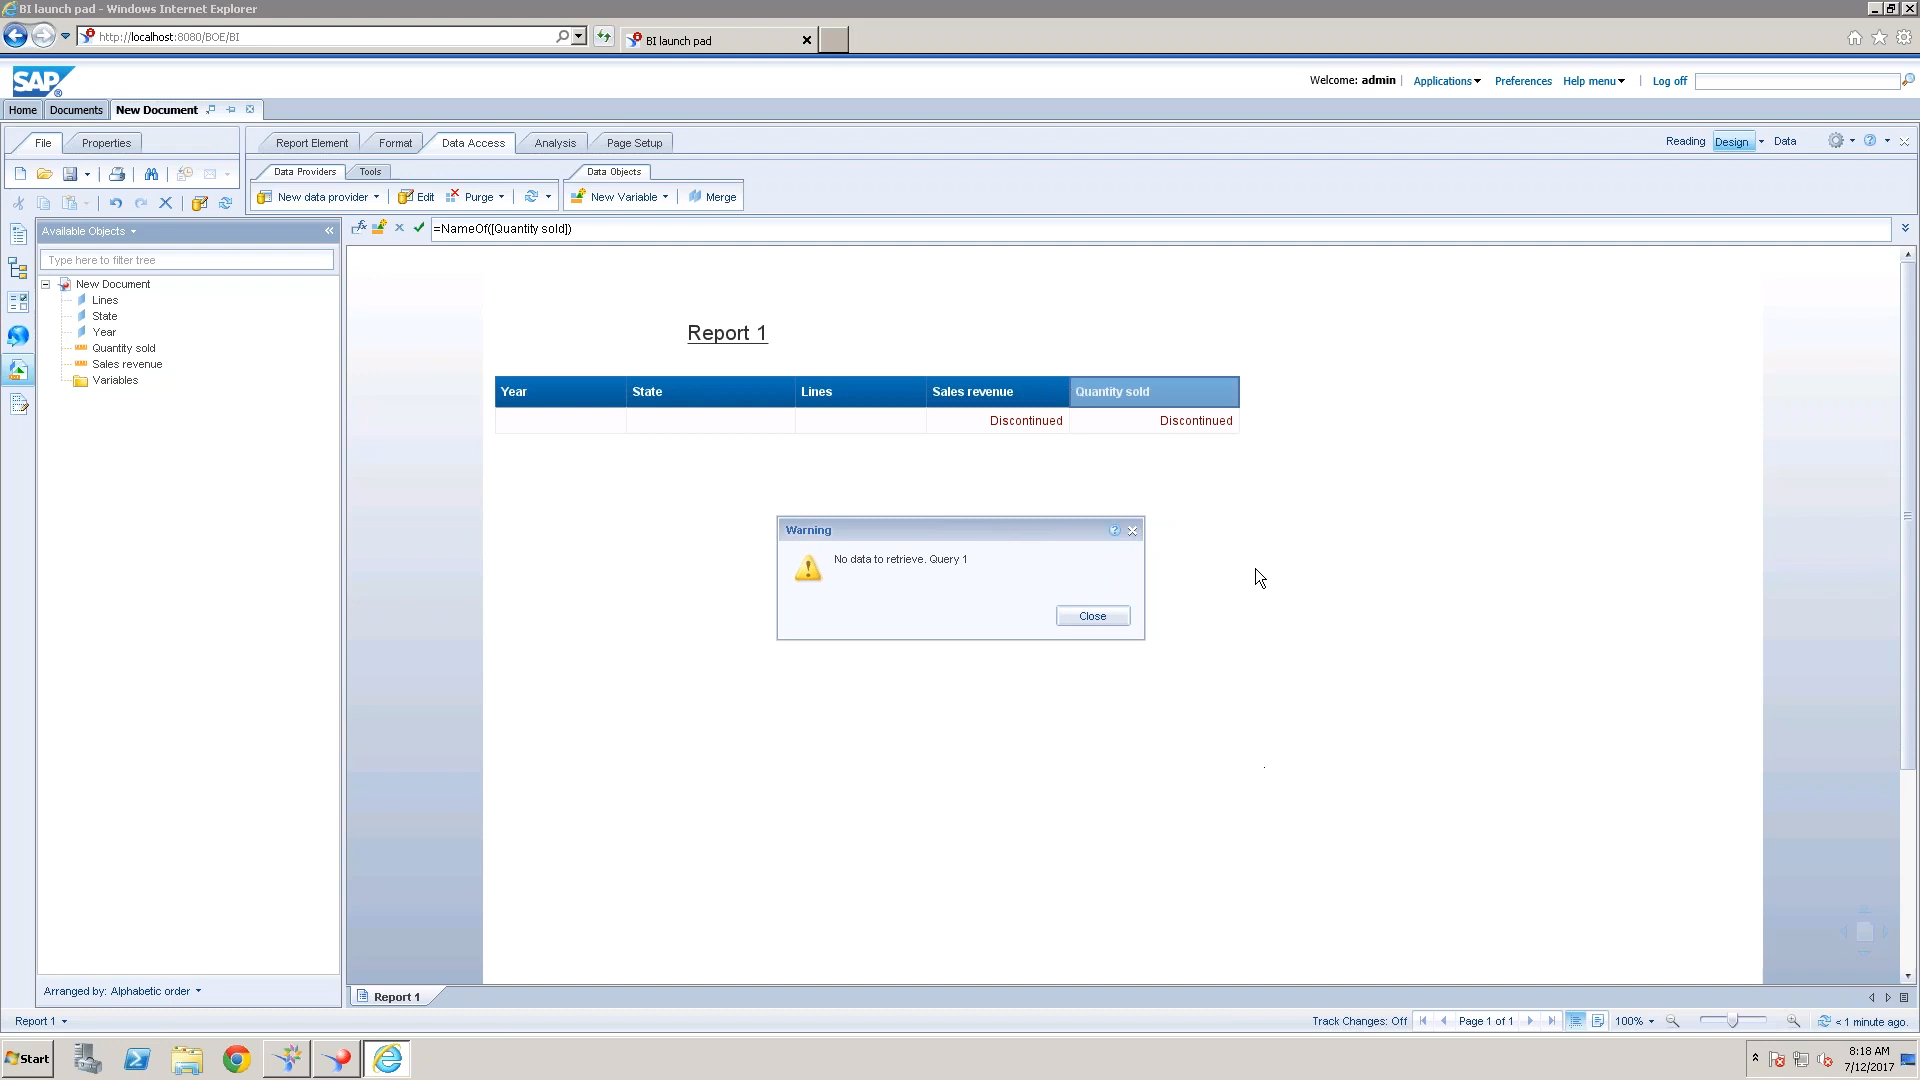 BI launch pad - Windows Internet Explorer
http://localhost:8080/BOE/BI
BI launch pad
SAP
Welcome: admin
Applications
Preferences
Help menu
Log off
Home
Documents
New Document
File
Properties
Report Element
Format
Data Access
Analysis
Page Setup
Reading
Design
Data
Data Providers
Tools
Data Objects
New data provider
Edit
Purge
New Variable
Merge
Available Objects
=NameOf([Quantity sold])
Type here to filter tree
New Document
Lines
State
Year
Quantity sold
Sales revenue
Variables
Report 1
Year State Lines Sales revenue Quantity sold
Discontinued Discontinued
Warning
No data to retrieve. Query 1
Close
Arranged by: Alphabetic order
Report 1
Report 1
Track Changes: Off
Page 1 of 1
100%
< 1 minute ago.
Start
8:18 AM
7/12/2017